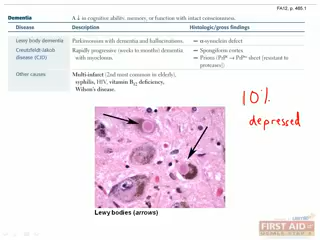 FA12, p. 465.1
Dementia
A ↓ in cognitive ability, memory, or function with intact consciousness.
Disease Description Histologic/gross findings
Lewy body dementia Parkinsonism with dementia and hallucinations. — α-synuclein defect
Creutzfeldt-Jakob Rapidly progressive (weeks to months) dementia — Spongiform cortex
disease (CJD) with myoclonus. — Prions (PrPᶜ → PrPˢᶜ sheet [resistant to
proteases])
Other causes Multi-infarct (2nd most common in elderly),
syphilis, HIV, vitamin B₁₂ deficiency,
Wilson's disease.
10%
depressed
Lewy bodies (arrows)
FIRST AID